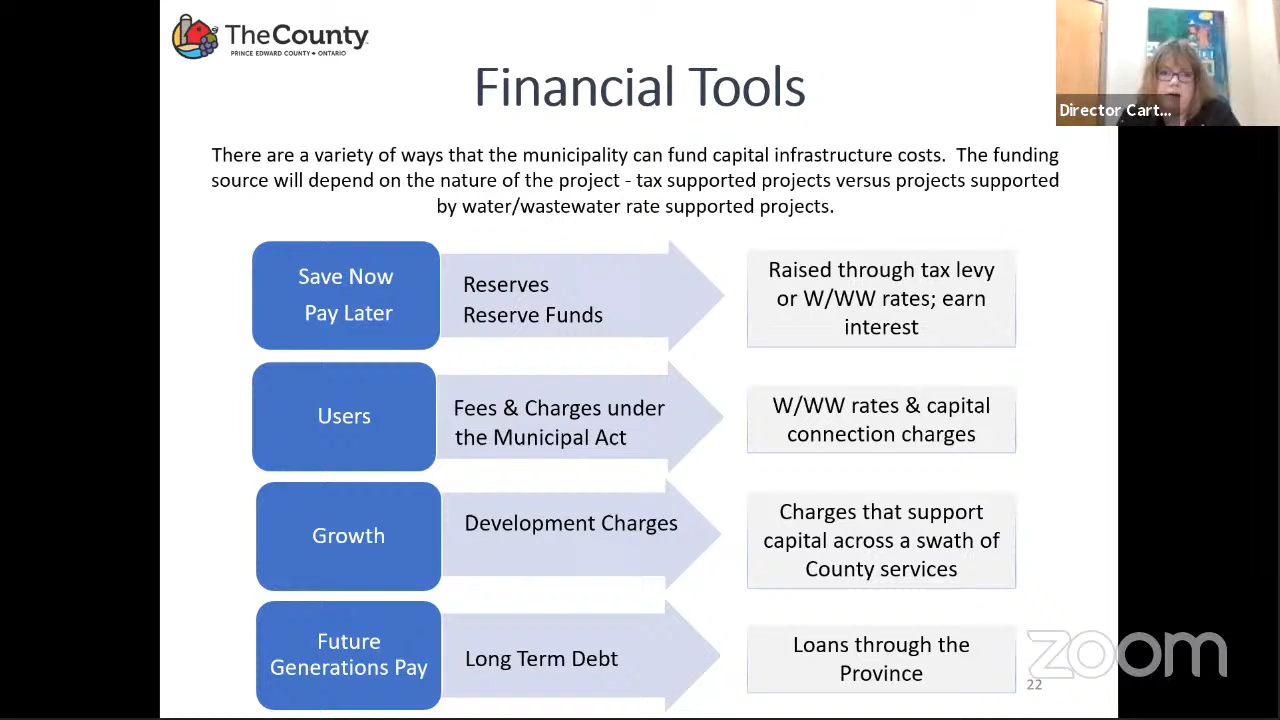 TheCounty
PRINCE EDWARD COUNTY • ONTARIO
Financial Tools
Director Cart...
There are a variety of ways that the municipality can fund capital infrastructure costs. The funding
source will depend on the nature of the project - tax supported projects versus projects supported
by water/wastewater rate supported projects.
Save Now
Pay Later
Reserves
Reserve Funds
Raised through tax levy
or W/WW rates; earn
interest
Users
Fees & Charges under
the Municipal Act
W/WW rates & capital
connection charges
Growth
Development Charges
Charges that support
capital across a swath of
County services
Future
Generations Pay
Long Term Debt
Loans through the
Province
22
zoom